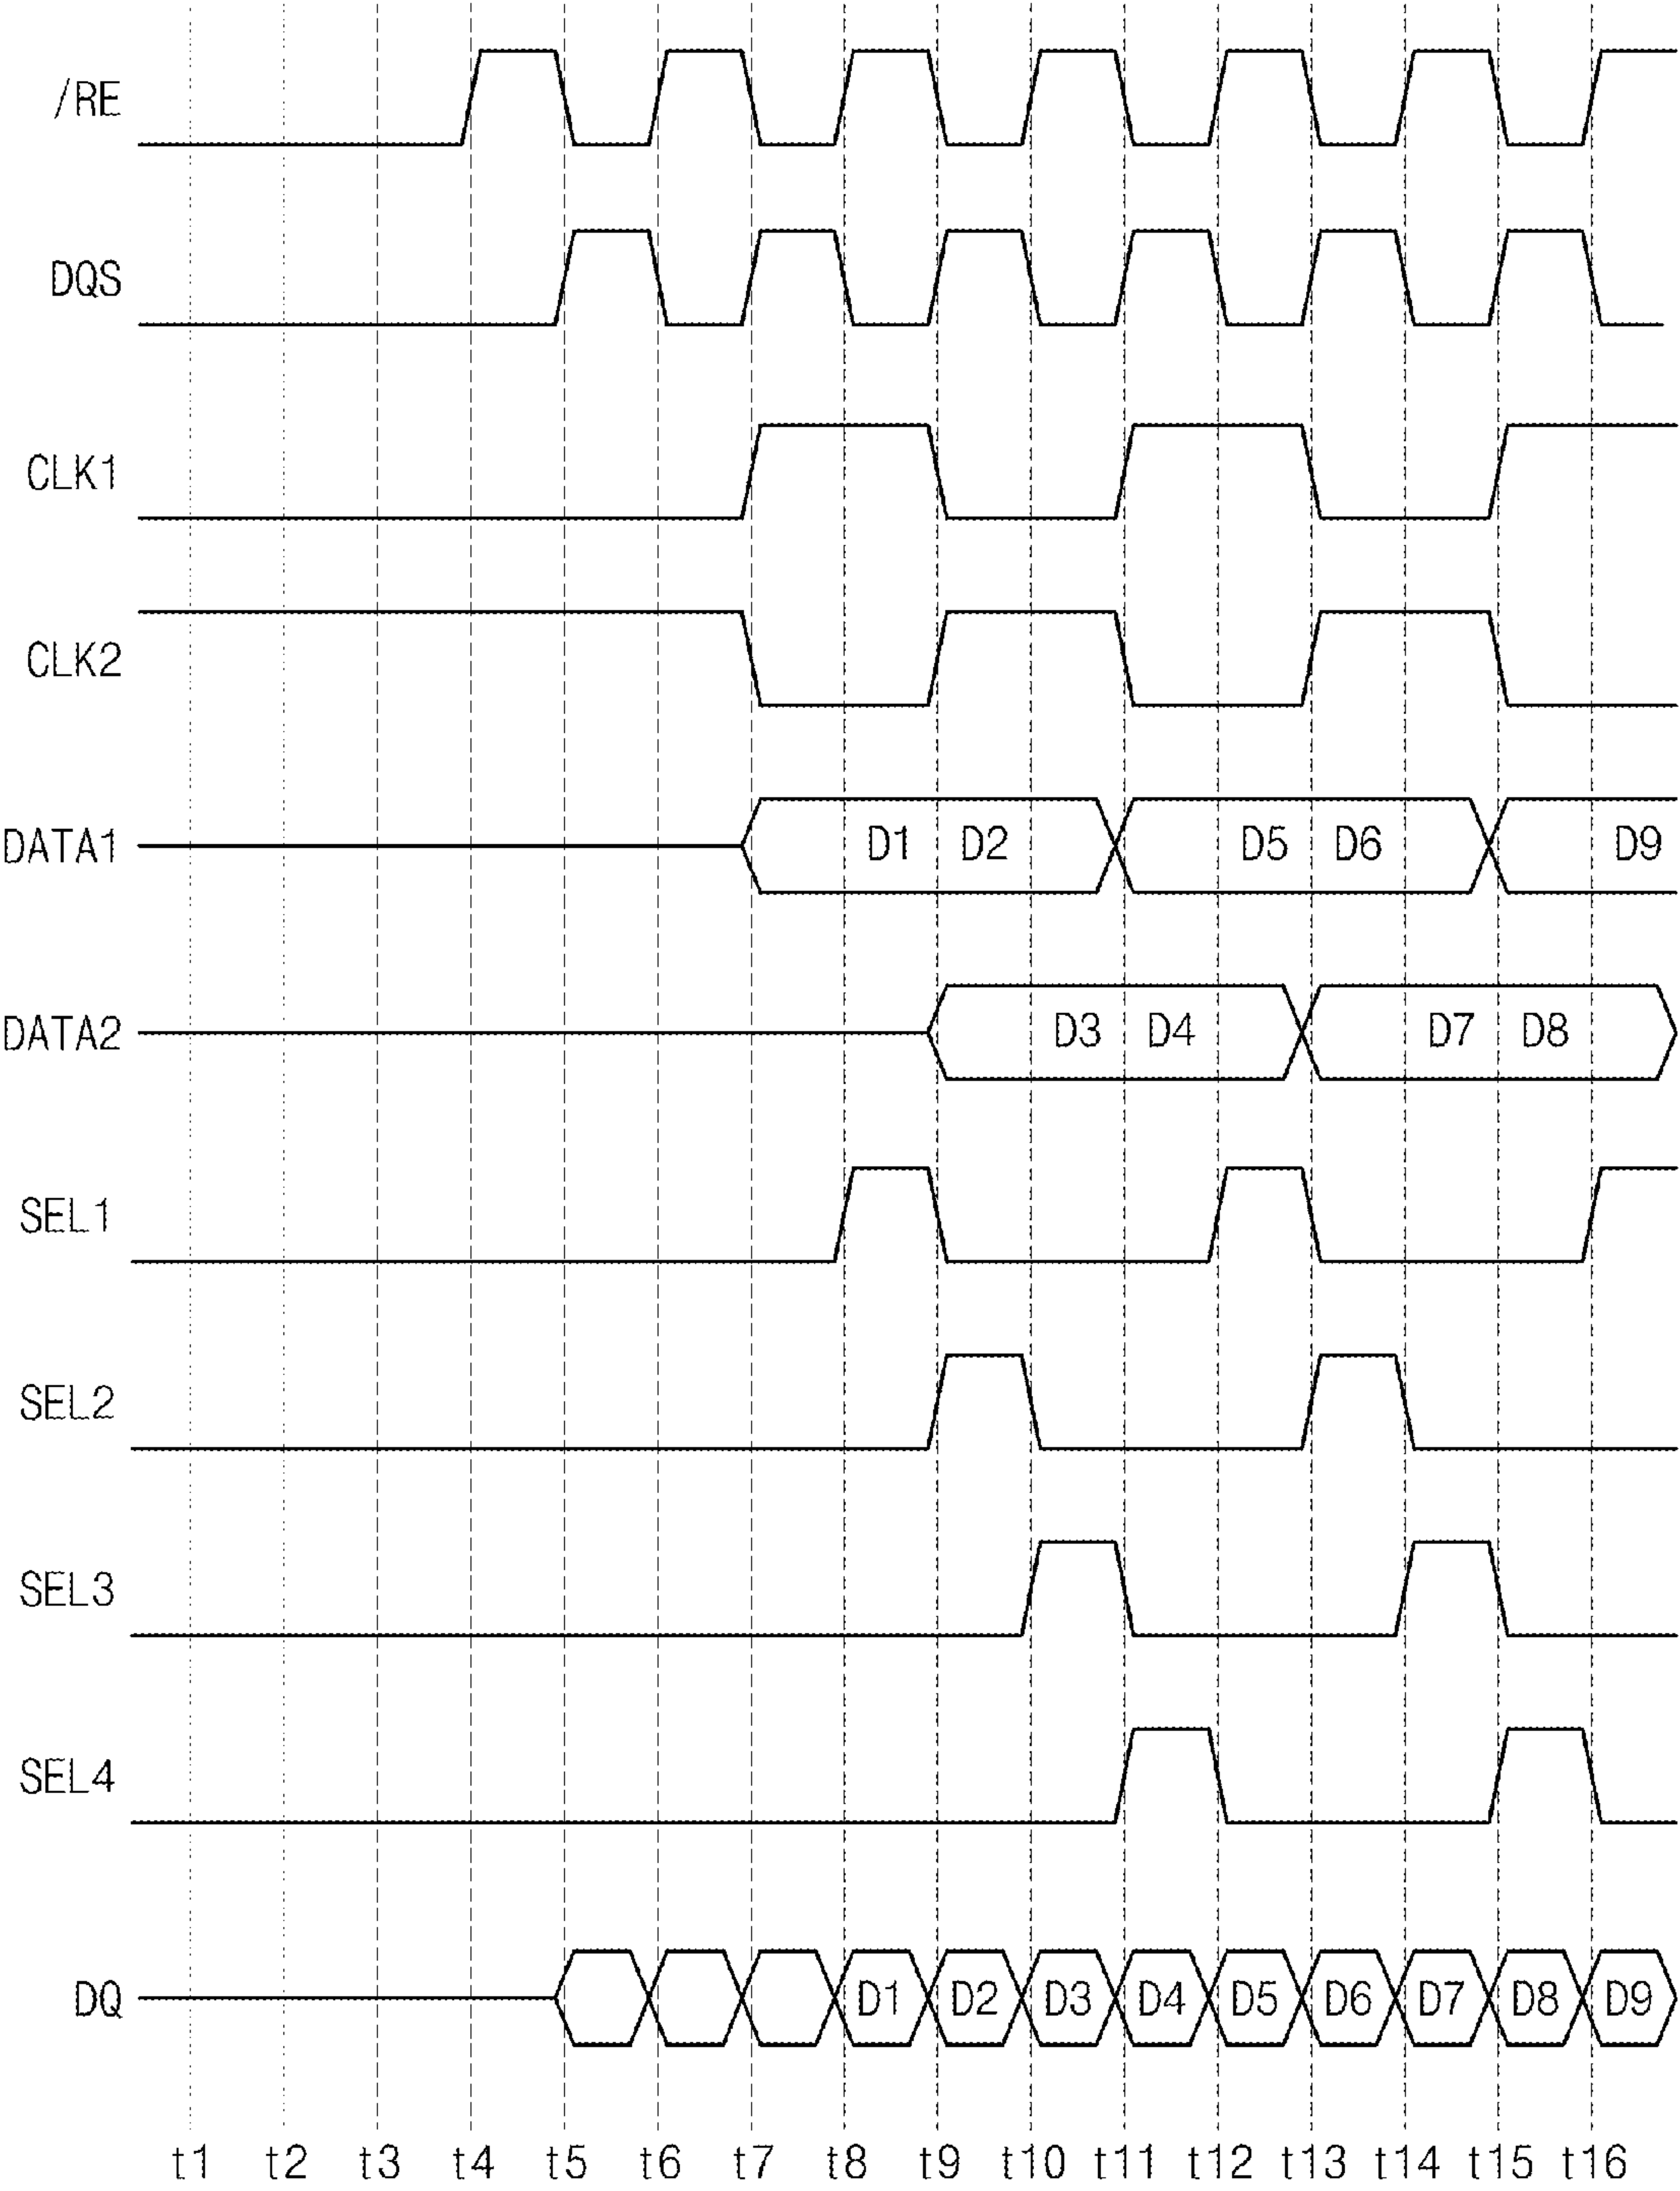 /RE
DQS
CLK1
CLK2
DATA1 D1 D2 D5 D6 D9
DATA2 D3 D4 D7 D8
SEL1
SEL2
SEL3
SEL4
DQ D1 D2 D3 D4 D5 D6 D7 D8 D9
t1 t2 t3 t4 t5 t6 t7 t8 t9 t10 t11 t12 t13 t14 t15 t16